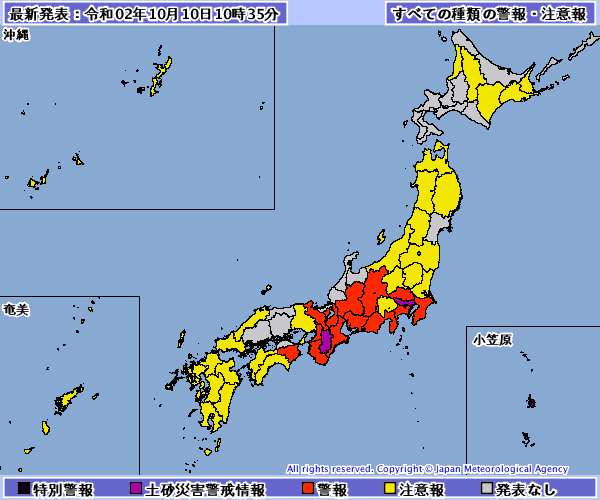 最新発表：令和02年10月10日10時35分
すべての種類の警報・注意報
沖縄
奄美
小笠原
All rights reserved. Copyright © Japan Meteorological Agency
特別警報 土砂災害警戒情報 警報 注意報 発表なし